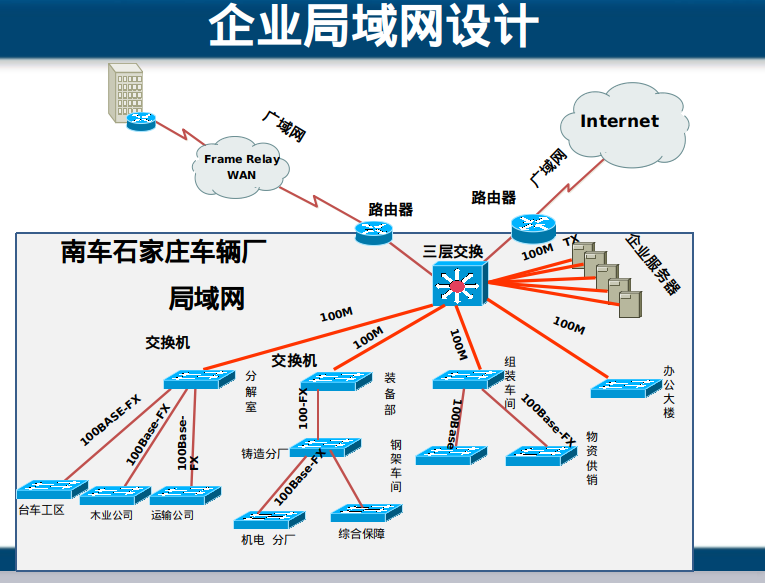 企业局域网设计
广域网
Internet
Frame Relay
WAN
广域网
路由器
路由器
南车石家庄车辆厂
局域网
三层交换
100M TX
企业服务器
100M
100M
100M
100M
交换机
交换机
分解室
装备部
组装车间
办公大楼
100BASE-FX
100Base-FX
100Base-FX
100-FX
100Base
100Base-FX
铸造分厂
钢架车间
物资供销
100Base-FX
台车工区
木业公司
运输公司
机电 分厂
综合保障